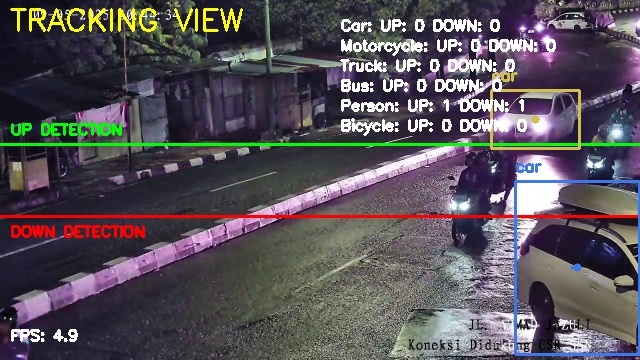 TRACKING VIEW
Car: UP: 0 DOWN: 0
Motorcycle: UP: 0 DOWN: 0
Truck: UP: 0 DOWN: 0
Bus: UP: 0 DOWN: 0
car
Person: UP: 1 DOWN: 1
Bicycle: UP: 0 DOWN: 0
UP DETECTION
car
DOWN DETECTION
FPS: 4.9
JL.
Koneksi CSR